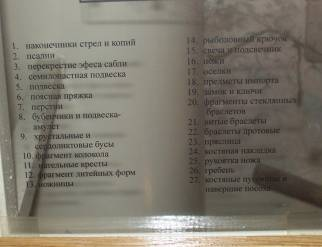 1. наконечники стрел и копий
2. псалии
3. перекрестие эфеса сабли
4. семилопастная подвеска
5. подвеска
6. поясная пряжка
7. перстни
8. бубенчики и подвеска-
амулет
9. хрустальные и
сердоликовые бусы
10. фрагмент колокола
11. нательные кресты
12. фрагмент литейных форм
13. ножницы
14. рыболовный крючок
15. свеча и подсвечник
16. ножи
17. оселки
18. предметы импорта
19. замок и ключи
20. фрагменты стеклянных
браслетов
21. витые браслеты
22. браслеты дротовые
23. пряслица
24. костяная накладка
25. рукоятка ножа
26. гребень
27. костяные пуговицы и
навершие посоха